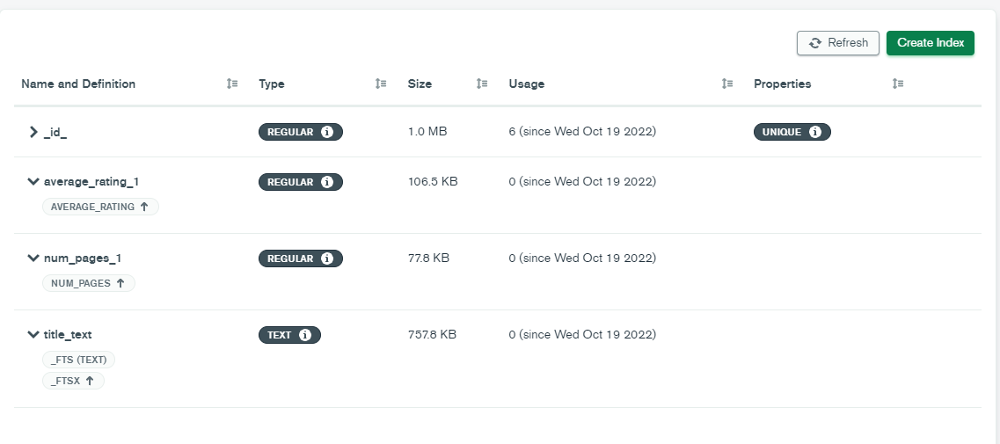 Refresh Create Index
Name and Definition Type Size Usage Properties
_id_ REGULAR 1.0 MB 6 (since Wed Oct 19 2022) UNIQUE
average_rating_1 REGULAR 106.5 KB 0 (since Wed Oct 19 2022)
AVERAGE_RATING
num_pages_1 REGULAR 77.8 KB 0 (since Wed Oct 19 2022)
NUM_PAGES
title_text TEXT 757.8 KB 0 (since Wed Oct 19 2022)
_FTS (TEXT)
_FTSX